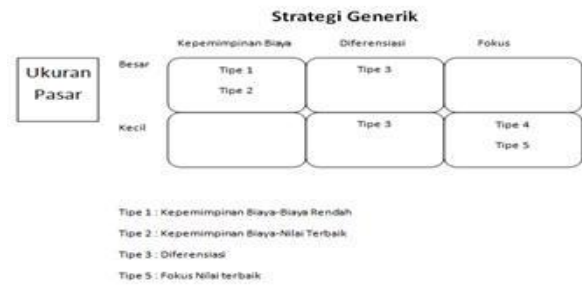 Strategi Generik
Kepemimpinan Biaya Diferensiasi Fokus
Ukuran
Pasar
Besar
Tipe 1
Tipe 2
Tipe 3
Kecil
Tipe 3
Tipe 4
Tipe 5
Tipe 1 : Kepemimpinan Biaya-Biaya Rendah
Tipe 2 : Kepemimpinan Biaya-Nilai Terbaik
Tipe 3 : Diferensiasi
Tipe 5 : Fokus Nilai terbaik